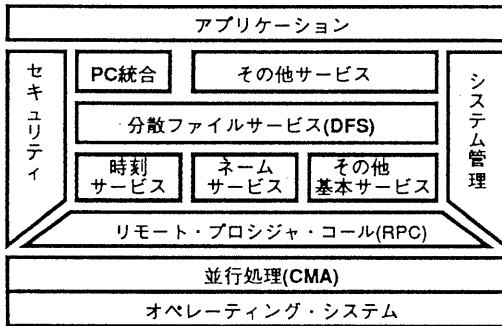 アプリケーション
セキュリティ
PC統合
その他サービス
システム管理
分散ファイルサービス(DFS)
時刻
サービス
ネーム
サービス
その他
基本サービス
リモート・プロシジャ・コール(RPC)
並行処理(CMA)
オペレーティング・システム